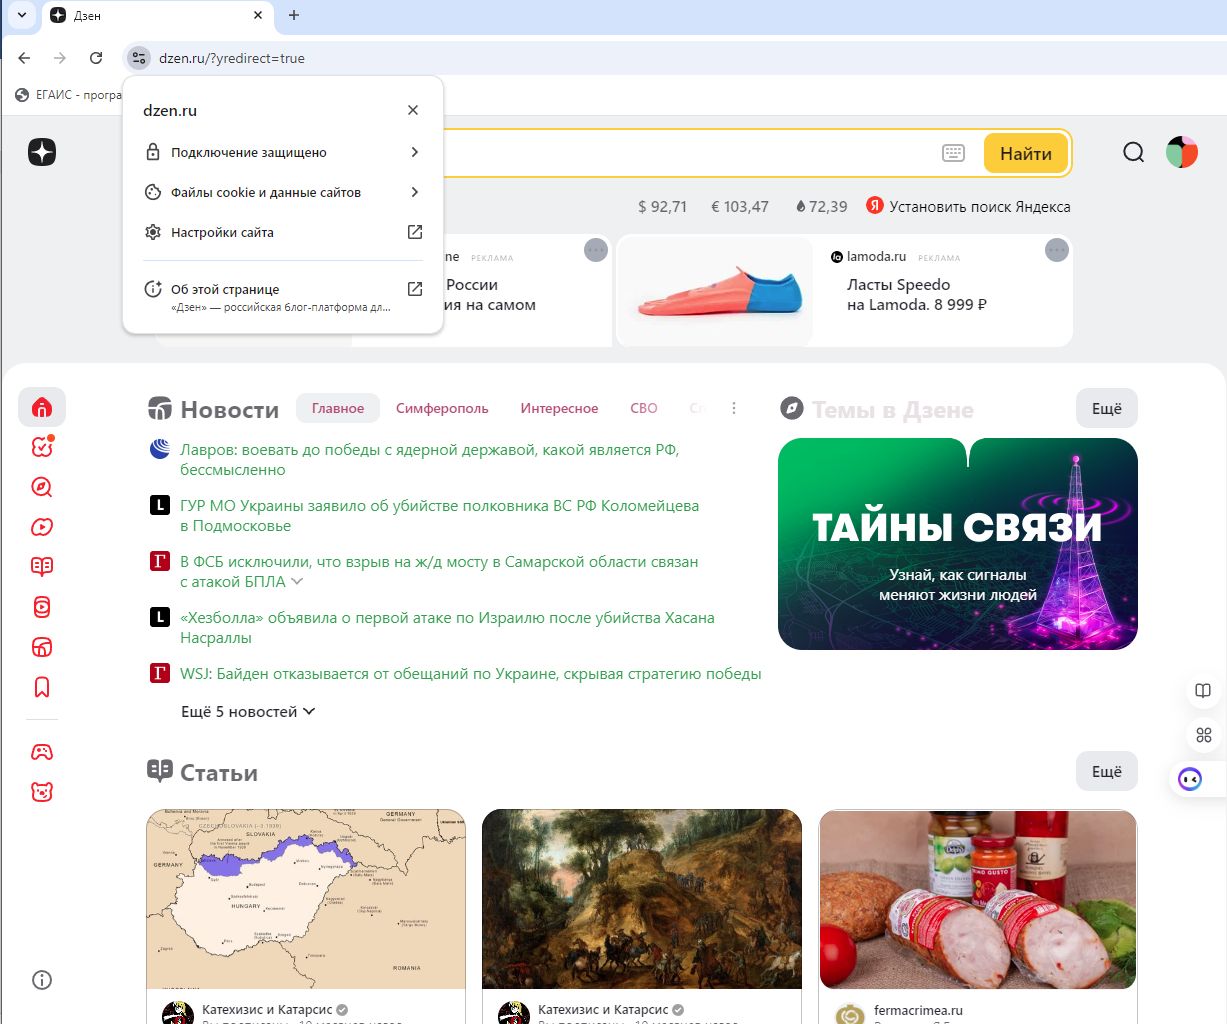 Дзен
dzen.ru/?yredirect=true
ЕГАИС - програ
dzen.ru
Подключение защищено
Файлы cookie и данные сайтов
Настройки сайта
Об этой странице
«Дзен» — российская блог-платформа дл...
Найти
$ 92,71 € 103,47 72,39 Я Установить поиск Яндекса
ne РЕКЛАМА
России
ия на самом
lamoda.ru РЕКЛАМА
Ласты Speedo
на Lamoda. 8 999 ₽
Новости Главное Симферополь Интересное СВО
Лавров: воевать до победы с ядерной державой, какой является РФ,
бессмысленно
L ГУР МО Украины заявило об убийстве полковника ВС РФ Коломейцева
в Подмосковье
Г В ФСБ исключили, что взрыв на ж/д мосту в Самарской области связан
с атакой БПЛА
L «Хезболла» объявила о первой атаке по Израилю после убийства Хасана
Насраллы
Г WSJ: Байден отказывается от обещаний по Украине, скрывая стратегию победы
Ещё 5 новостей
Темы в Дзене Ещё
ТАЙНЫ СВЯЗИ
Узнай, как сигналы
меняют жизни людей
Статьи Ещё
GERMANY
SLOVAKIA
GERMANY
HUNGARY
ROMANIA
Катехизис и Катарсис
Катехизис и Катарсис
fermacrimea.ru